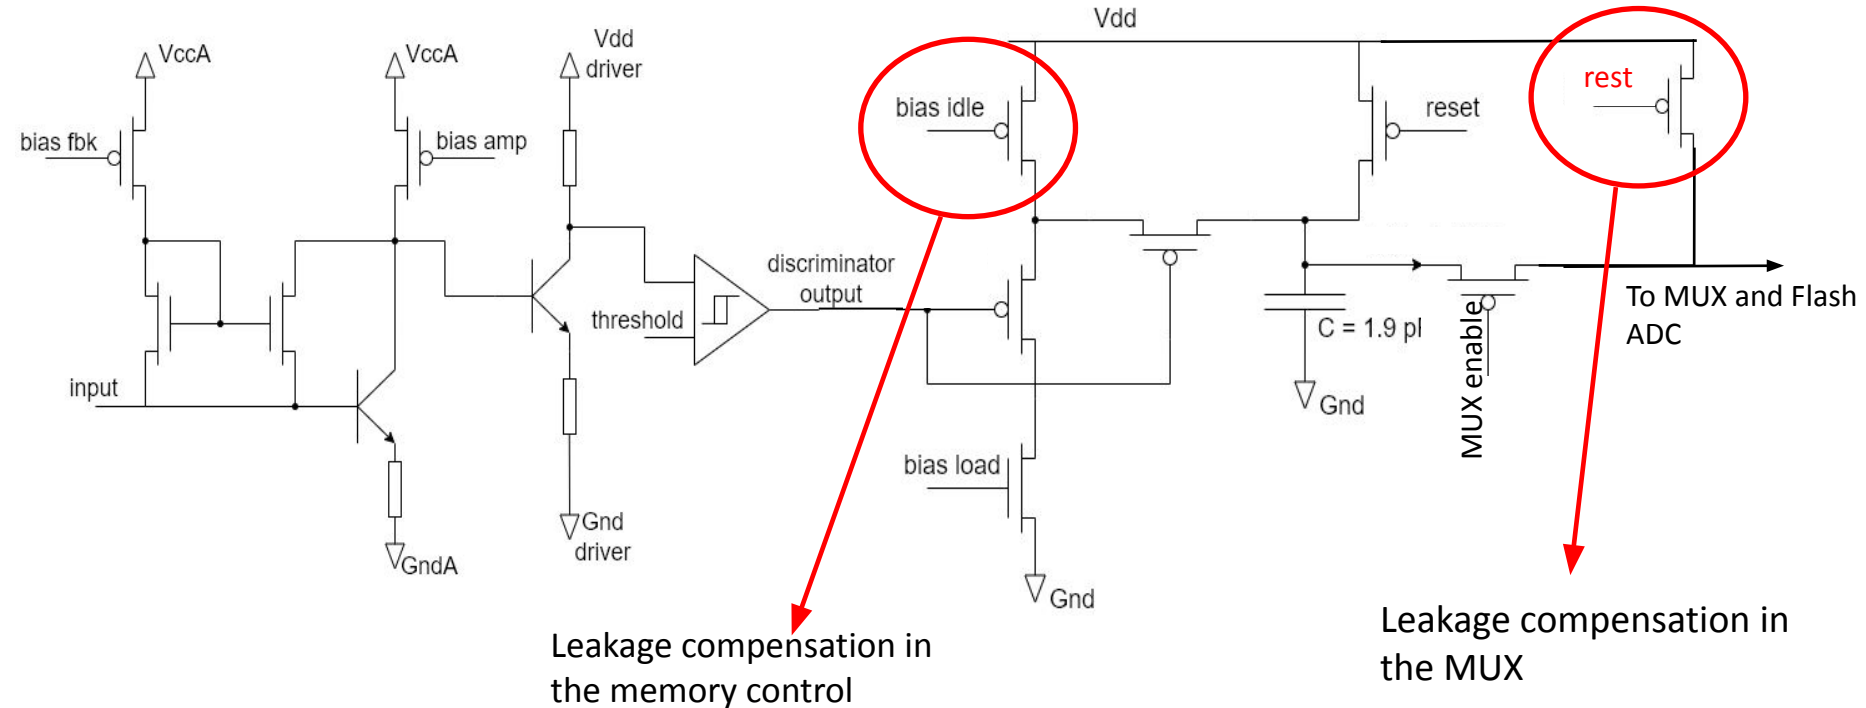 Vdd
VccA
VccA
Vdd
driver
rest
bias idle
reset
bias fbk
bias amp
discriminator
output
threshold
To MUX and Flash
ADC
C = 1.9 pl
MUX enable
input
Gnd
bias load
Gnd
driver
GndA
Gnd
Leakage compensation in
the memory control
Leakage compensation in
the MUX